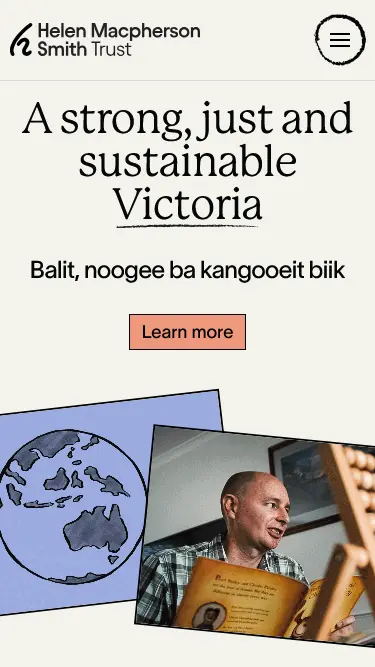 Helen Macpherson
Smith Trust
A strong, just and
sustainable
Victoria
Balit, noogee ba kangooeit biik
Learn more